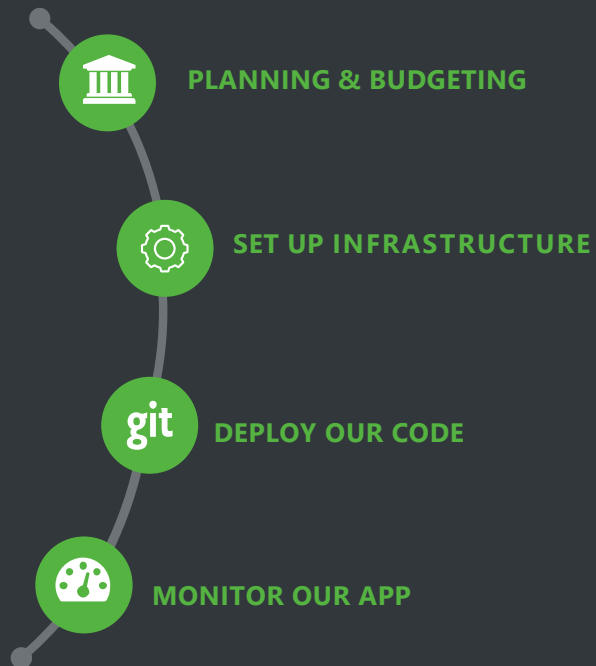 PLANNING & BUDGETING
SET UP INFRASTRUCTURE
git
DEPLOY OUR CODE
MONITOR OUR APP